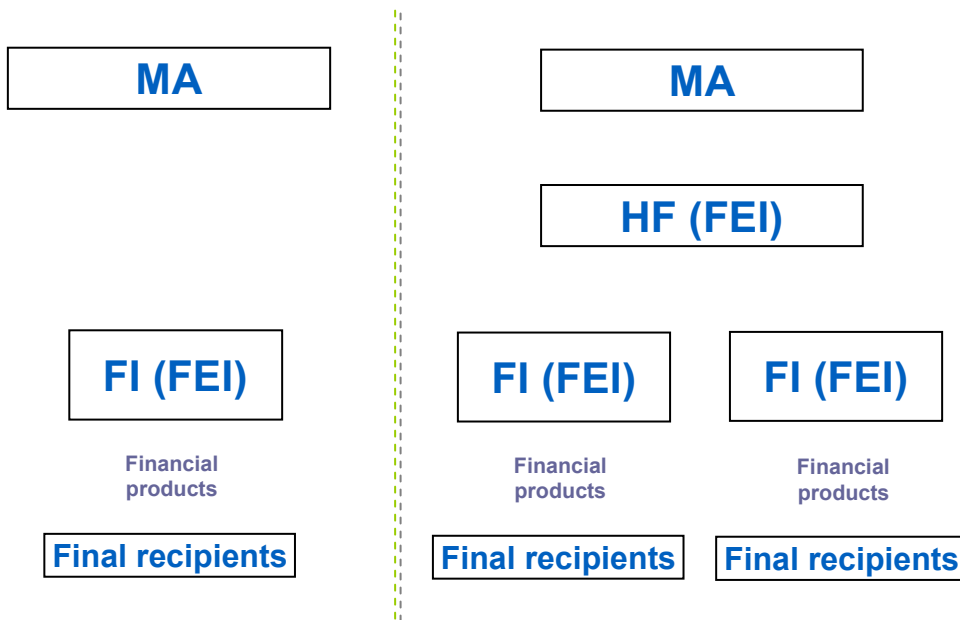 MA
FI (FEI)
Financial
products
Final recipients
MA
HF (FEI)
FI (FEI)
FI (FEI)
Financial
products
Financial
products
Final recipients
Final recipients